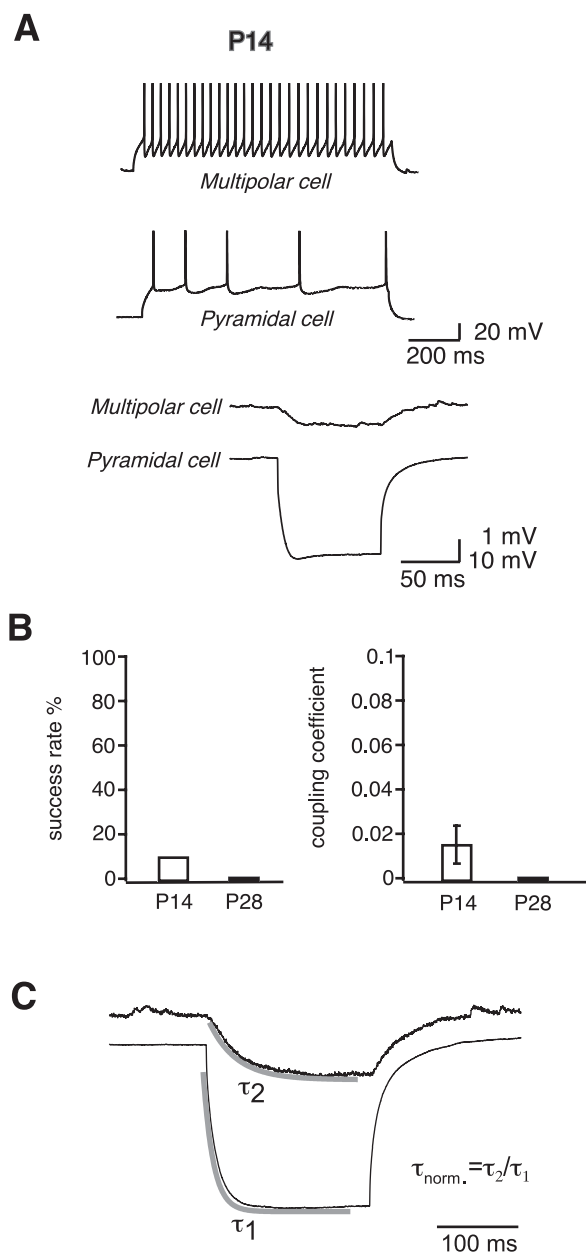 A
P14
Multipolar cell
Pyramidal cell
20 mV
200 ms
Multipolar cell
Pyramidal cell
1 mV
10 mV
50 ms
B
success rate %
100
80
60
40
20
0
P14 P28
coupling coefficient
0.1
0.08
0.06
0.04
0.02
0
P14 P28
C
τ2
τ1
τnorm.=τ2/τ1
100 ms